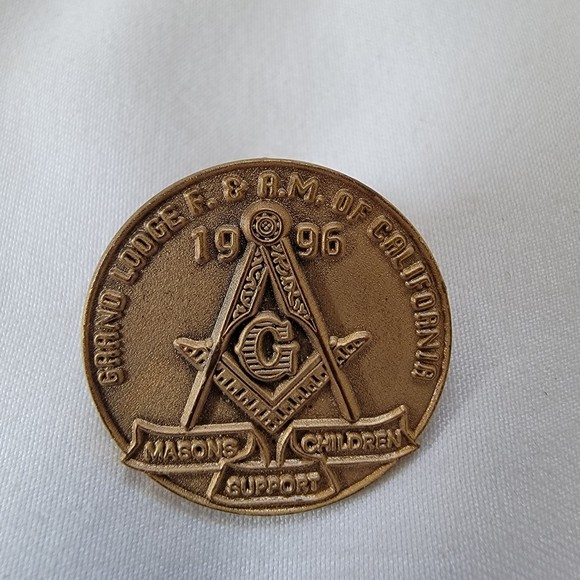 GRAND LODGE F. & A.M. OF CALIFORNIA
1996
G
MASONS
SUPPORT
CHILDREN